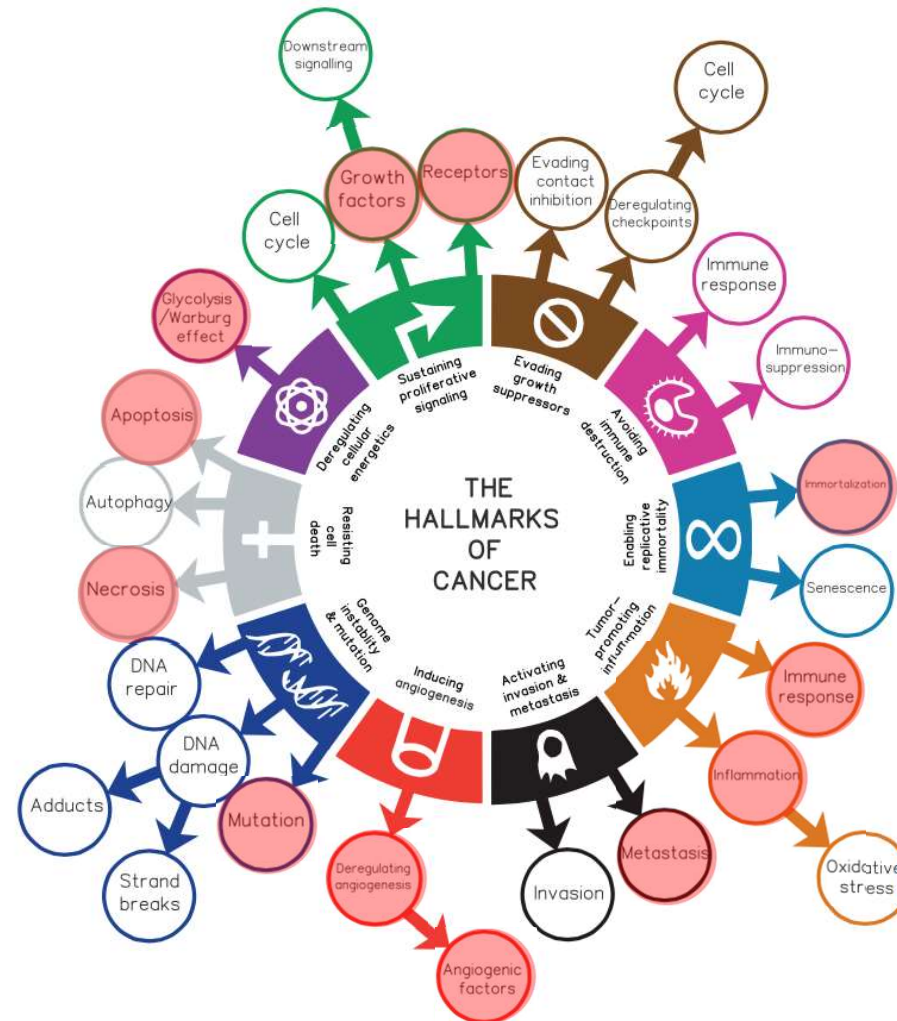 Downstream
signalling
Cell
cycle
Growth
factors
Receptors
Evading
contact
inhibition
Deregulating
checkpoints
Cell
cycle
Immune
response
Immuno-
suppression
Glycolysis
/Warburg
effect
Apoptosis
Autophagy
Necrosis
Deregulating
cellular
energetics
Sustaining
proliferative
signaling
Evading
growth
suppressors
Avoiding
immune
destruction
Enabling
replicative
immortality
Tumor-
promoting
inflammation
Activating
invasion &
metastasis
Inducing
angiogenesis
Genome
instablity
& mutation
Resisting
cell
death
THE
HALLMARKS
OF
CANCER
Immortalization
Senescence
Immune
response
Inflammation
Oxidative
stress
DNA
repair
DNA
damage
Adducts
Strand
breaks
Mutation
Deregulating
angiogenesis
Angiogenic
factors
Invasion
Metastasis